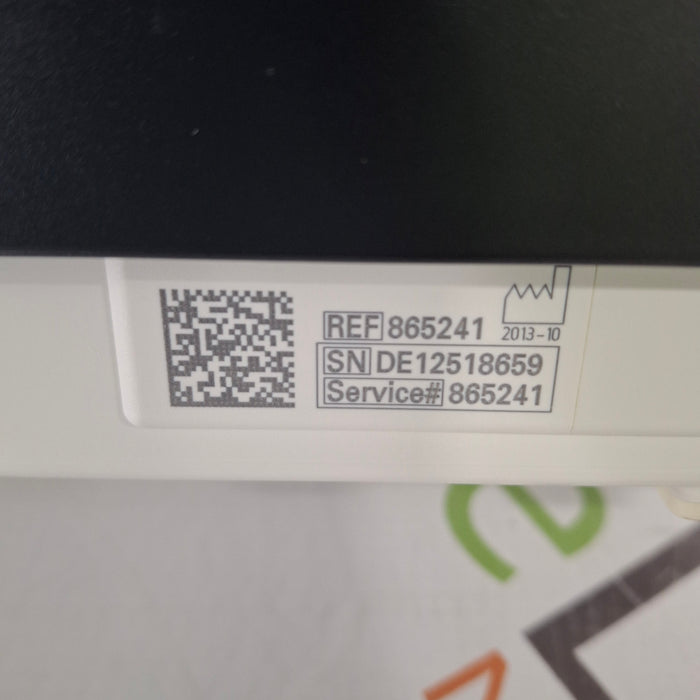 REF 865241
2013-10
SN DE12518659
Service# 865241